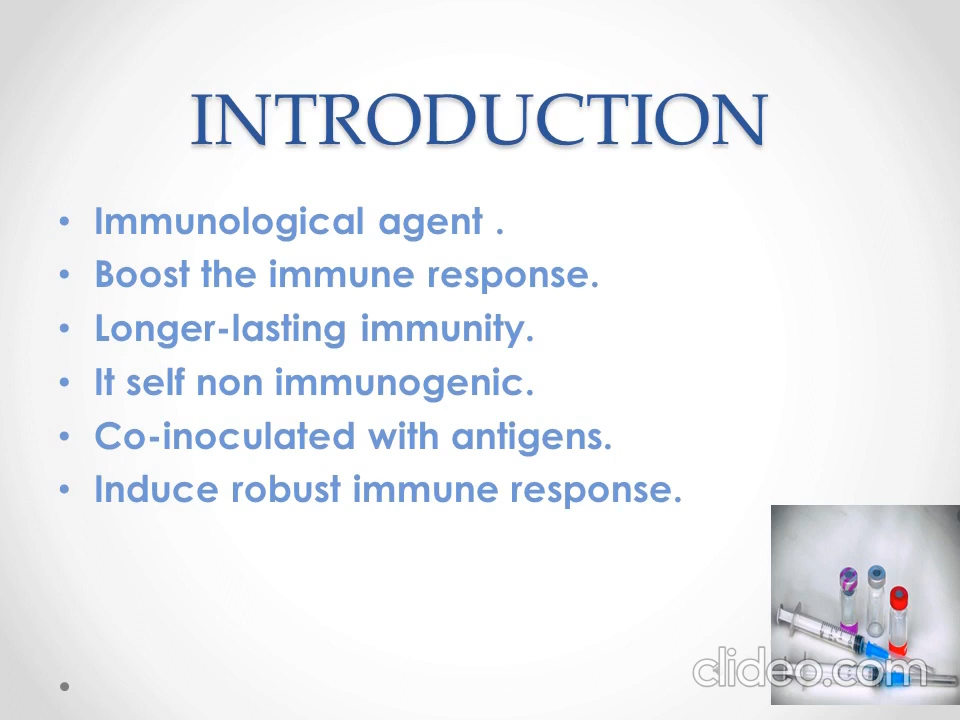 INTRODUCTION
• Immunological agent .
• Boost the immune response.
• Longer-lasting immunity.
• It self non immunogenic.
• Co-inoculated with antigens.
• Induce robust immune response.
clideo.com